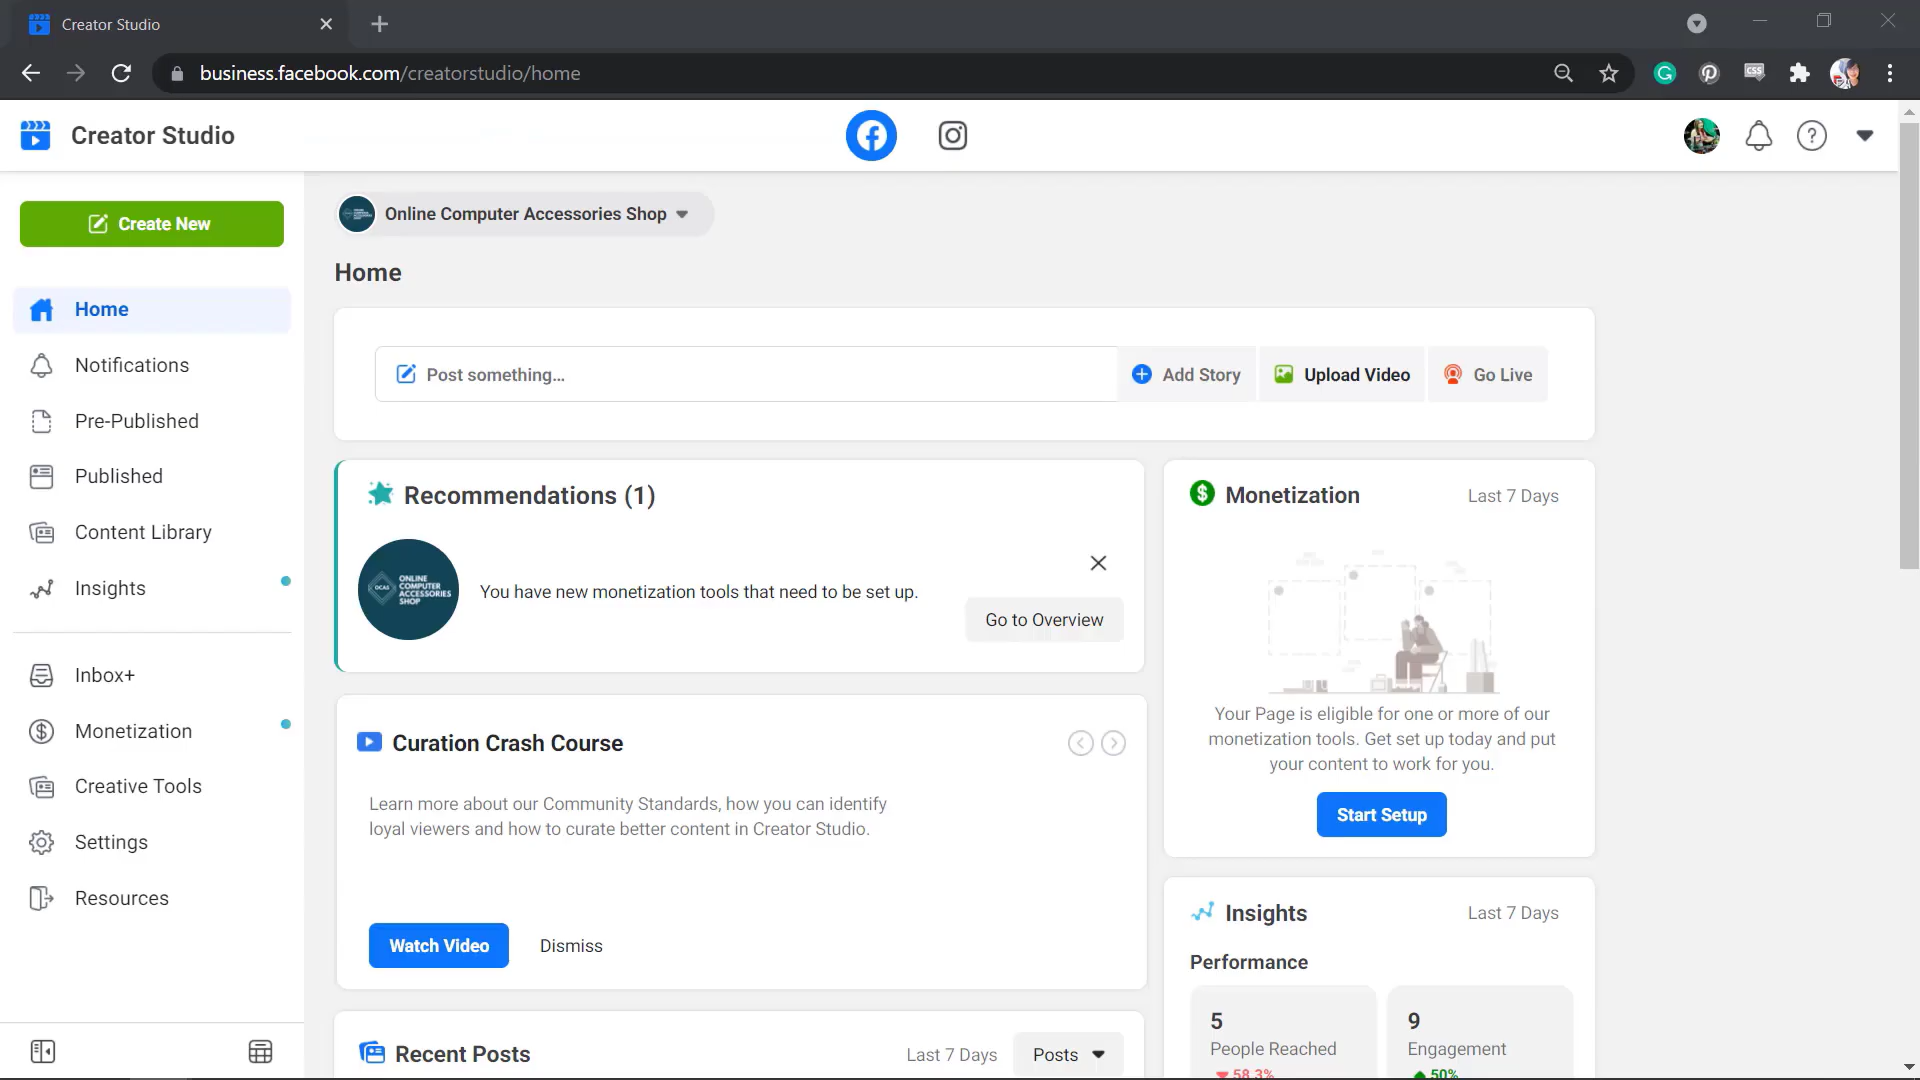 Creator Studio
business.facebook.com/creatorstudio/home
CSS
Creator Studio
Create New
Online Computer Accessories Shop
Home
Home
Notifications
Pre-Published
Published
Content Library
Insights
Inbox+
Monetization
Creative Tools
Settings
Resources
Post something...
Add Story
Upload Video
Go Live
Recommendations (1)
OCAS
ONLINE
COMPUTER
ACCESSORIES
SHOP
You have new monetization tools that need to be set up.
Go to Overview
Monetization
Last 7 Days
Your Page is eligible for one or more of our
monetization tools. Get set up today and put
your content to work for you.
Start Setup
Curation Crash Course
Learn more about our Community Standards, how you can identify
loyal viewers and how to curate better content in Creator Studio.
Watch Video
Dismiss
Insights
Last 7 Days
Performance
5
People Reached
58.3%
9
Engagement
50%
Recent Posts
Last 7 Days
Posts